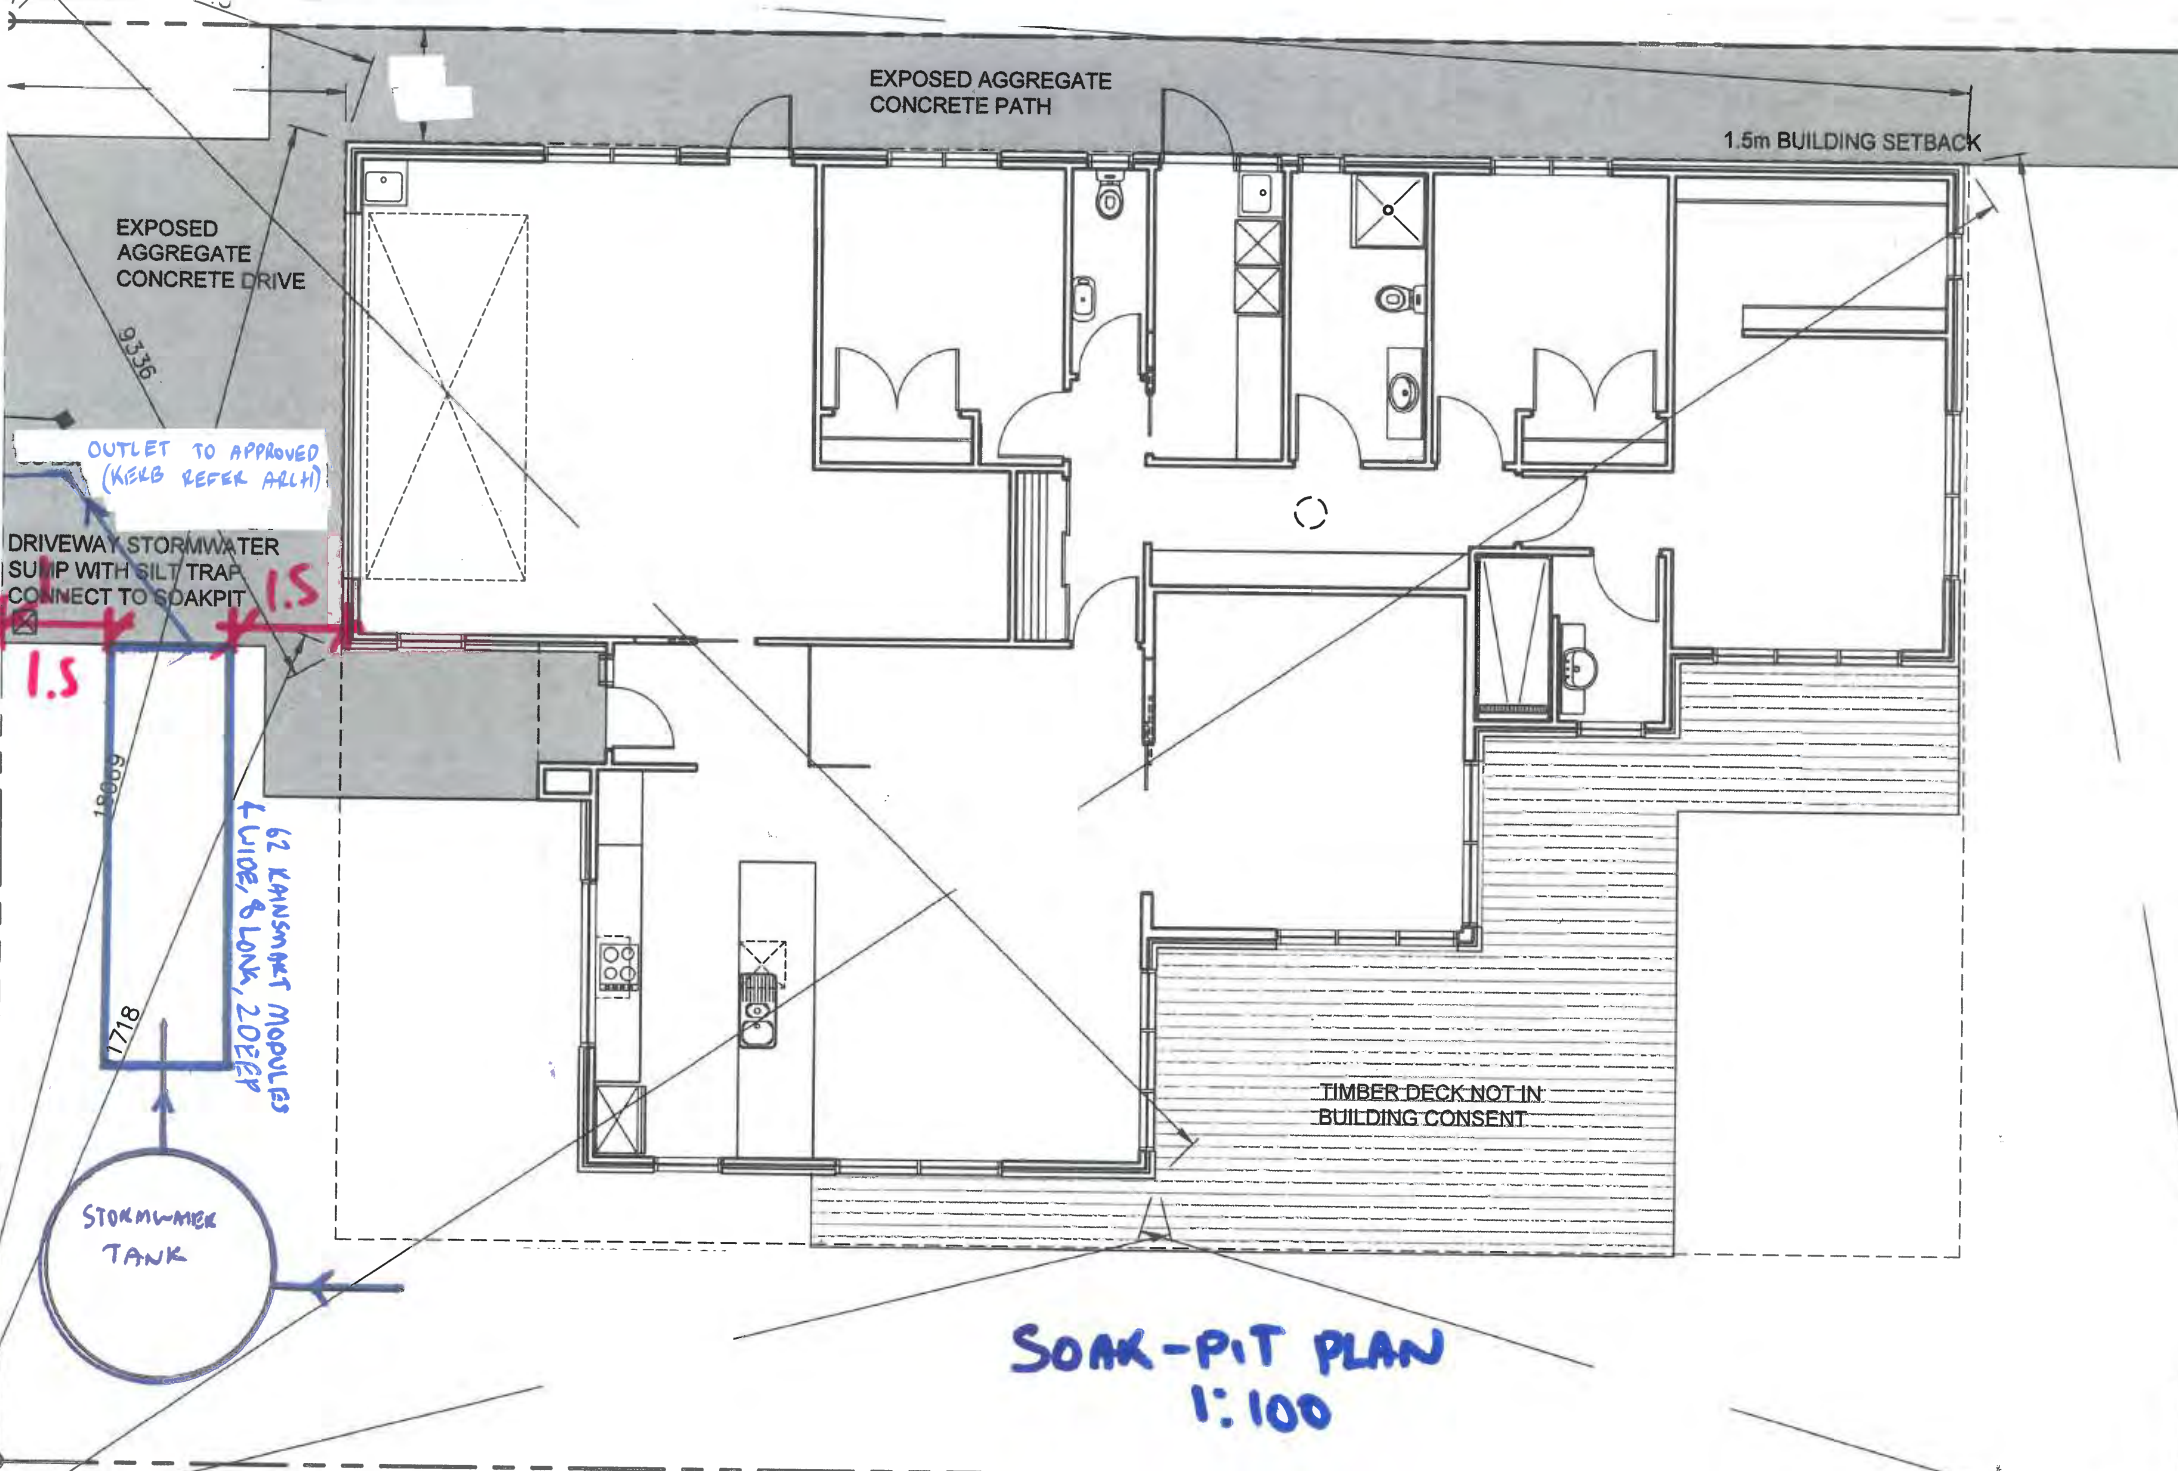 EXPOSED AGGREGATE
CONCRETE PATH
1.5m BUILDING SETBACK
EXPOSED
AGGREGATE
CONCRETE DRIVE
9336
OUTLET TO APPROVED
(KERB REFER ARCH)
DRIVEWAY STORMWATER
SUMP WITH SILT TRAP
CONNECT TO SOAKPIT
1.5
1.5
18069
1718
62 RAINSMART MODULES
4 WIDE, 8 LONG, 2 DEEP
STORMWATER
TANK
TIMBER DECK NOT IN
BUILDING CONSENT
SOAK-PIT PLAN
1:100